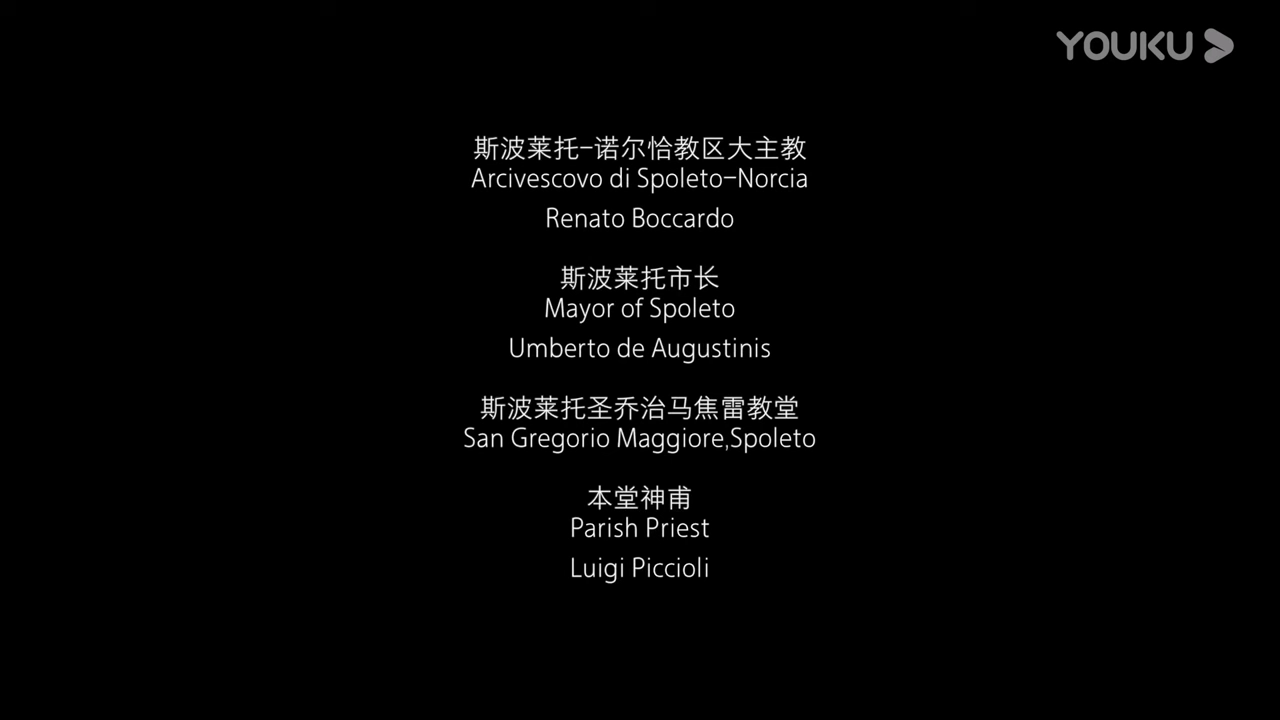 YOUKU
斯波莱托-诺尔恰教区大主教
Arcivescovo di Spoleto-Norcia
Renato Boccardo
斯波莱托市长
Mayor of Spoleto
Umberto de Augustinis
斯波莱托圣乔治马焦雷教堂
San Gregorio Maggiore,Spoleto
本堂神甫
Parish Priest
Luigi Piccioli